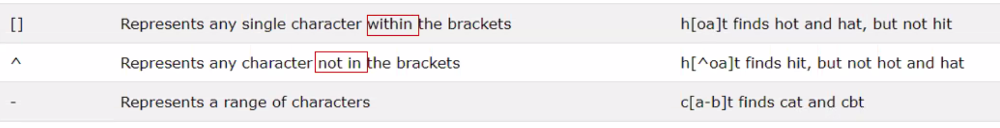 [] Represents any single character within the brackets h[oa]t finds hot and hat, but not hit
^ Represents any character not in the brackets h[^oa]t finds hit, but not hot and hat
- Represents a range of characters c[a-b]t finds cat and cbt